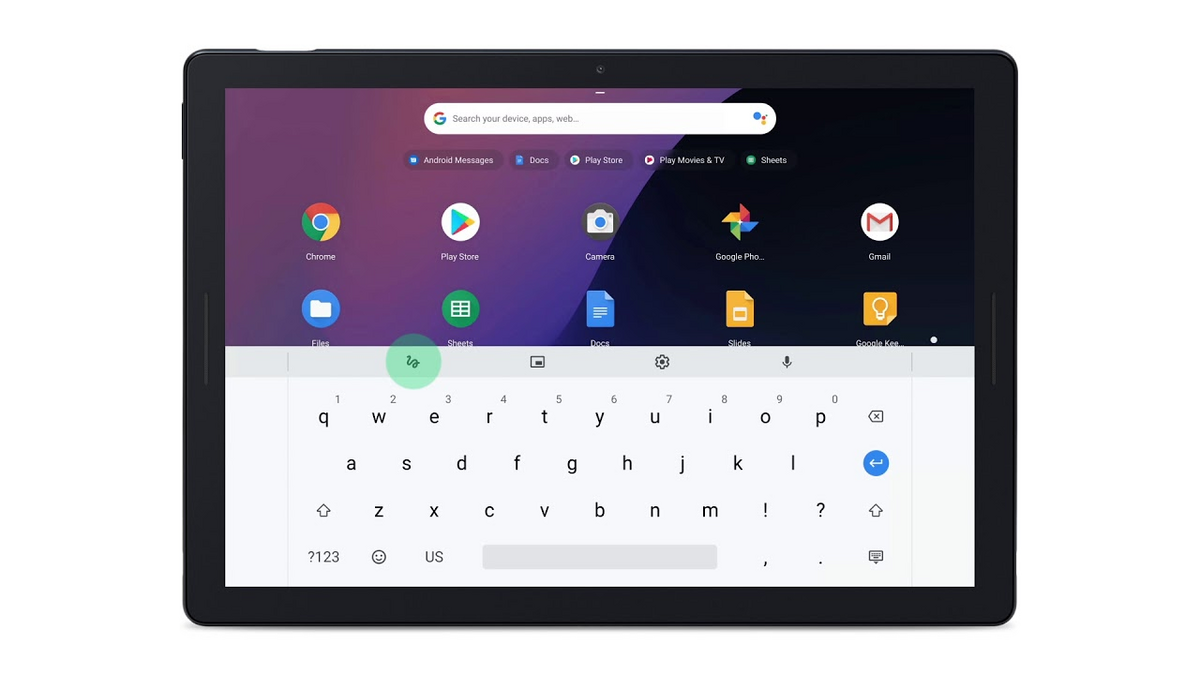 Search your device, apps, web...
Android Messages Docs Play Store Play Movies & TV Sheets
Chrome Play Store Camera Google Pho... Gmail
Files Sheets Docs Slides Google Kee...
1 2 3 4 5 6 7 8 9 0
q w e r t y u i o p
a s d f g h j k l
z x c v b n m ! ?
?123 US , .